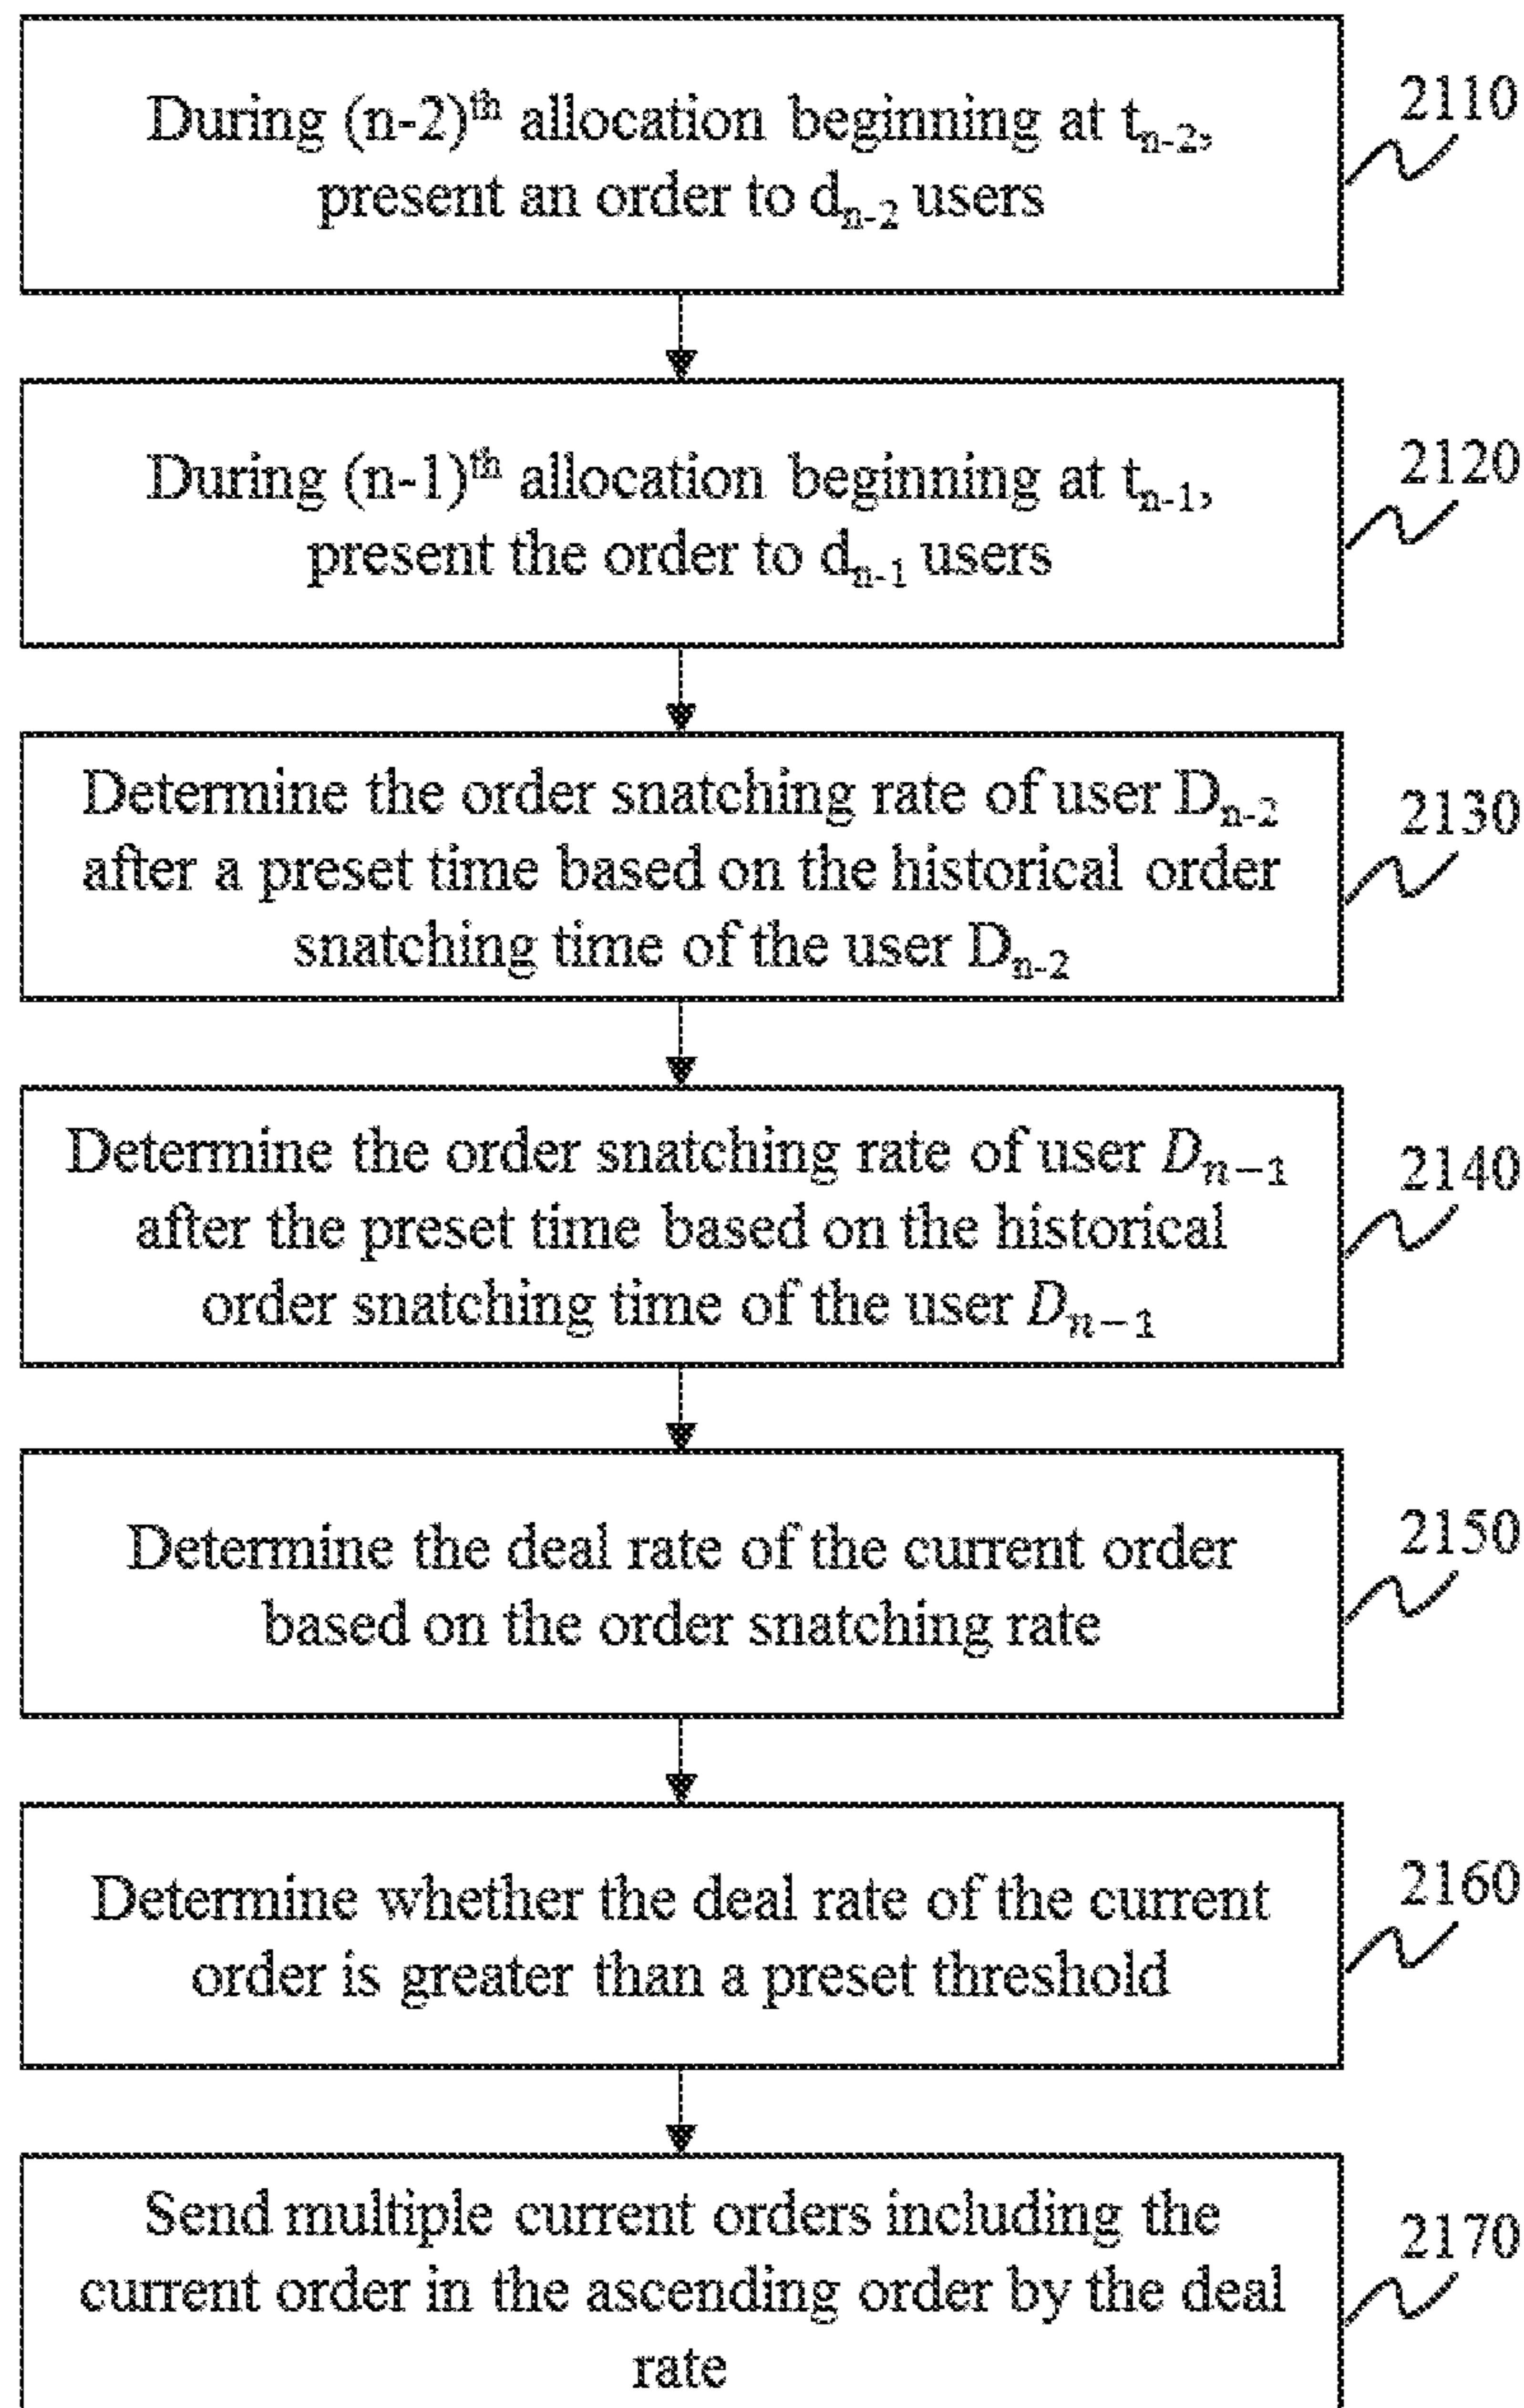 During (n-2)th allocation beginning at tn-2,
present an order to dn-2 users
2110
During (n-1)th allocation beginning at tn-1,
present the order to dn-1 users
2120
Determine the order snatching rate of user Dn-2
after a preset time based on the historical order
snatching time of the user Dn-2
2130
Determine the order snatching rate of user Dn−1
after the preset time based on the historical
order snatching time of the user Dn−1
2140
Determine the deal rate of the current order
based on the order snatching rate
2150
Determine whether the deal rate of the current
order is greater than a preset threshold
2160
Send multiple current orders including the
current order in the ascending order by the deal
rate
2170